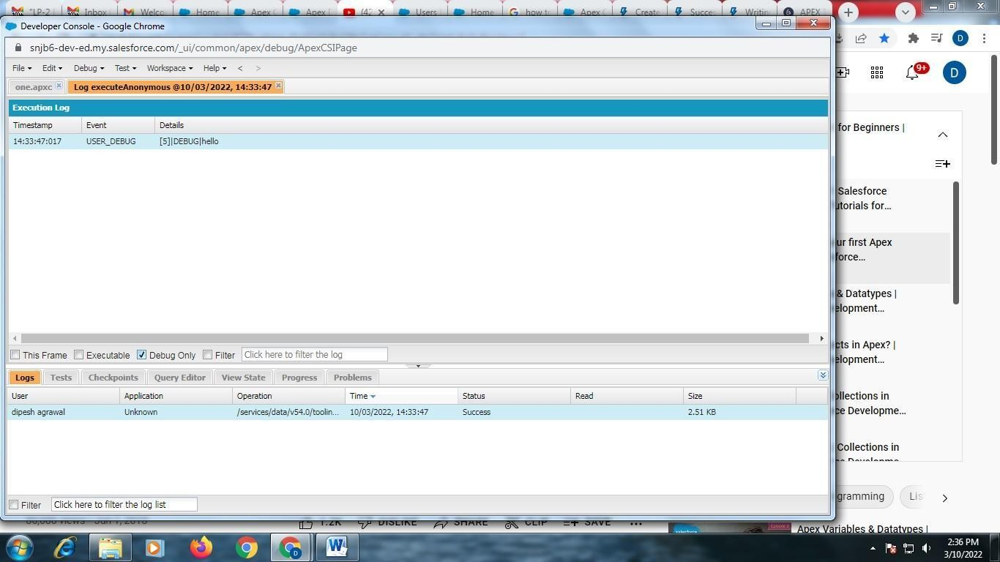 "LP-2
Inbox
Welco
Home
Apex C
Apex
(42
Users
Home
how to
Apex C
Create
Succe
Writin
APEX
Developer Console - Google Chrome
snjb6-dev-ed.my.salesforce.com/_ui/common/apex/debug/ApexCSIPage
D
File Edit Debug Test Workspace Help < >
9+
D
one.apxc
Log executeAnonymous @10/03/2022, 14:33:47
Execution Log
Timestamp Event Details
14:33:47:017 USER_DEBUG [5]|DEBUG|hello
for Beginners |
Salesforce
utorials for...
ur first Apex
force...
& Datatypes |
elopment...
cts in Apex? |
elopment...
ollections in
ce Developme...
Collections in
ce Developme
This Frame Executable Debug Only Filter Click here to filter the log
Logs Tests Checkpoints Query Editor View State Progress Problems
User Application Operation Time Status Read Size
dipesh agrawal Unknown /services/data/v54.0/toolin... 10/03/2022, 14:33:47 Success 2.51 KB
gramming
Lis
Filter Click here to filter the log list
1.2K DISLIKE SHARE CLIP SAVE ...
salesforce
Episode 3
Apex Variables & Datatypes |
D
2:36 PM
3/10/2022